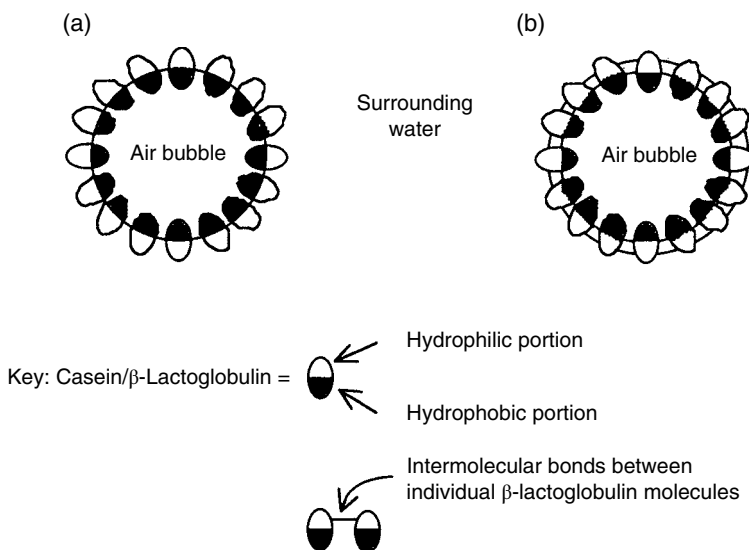 (a)
(b)
Surrounding
water
Air bubble
Air bubble
Key: Casein/β-Lactoglobulin =
Hydrophilic portion
Hydrophobic portion
Intermolecular bonds between
individual β-lactoglobulin molecules